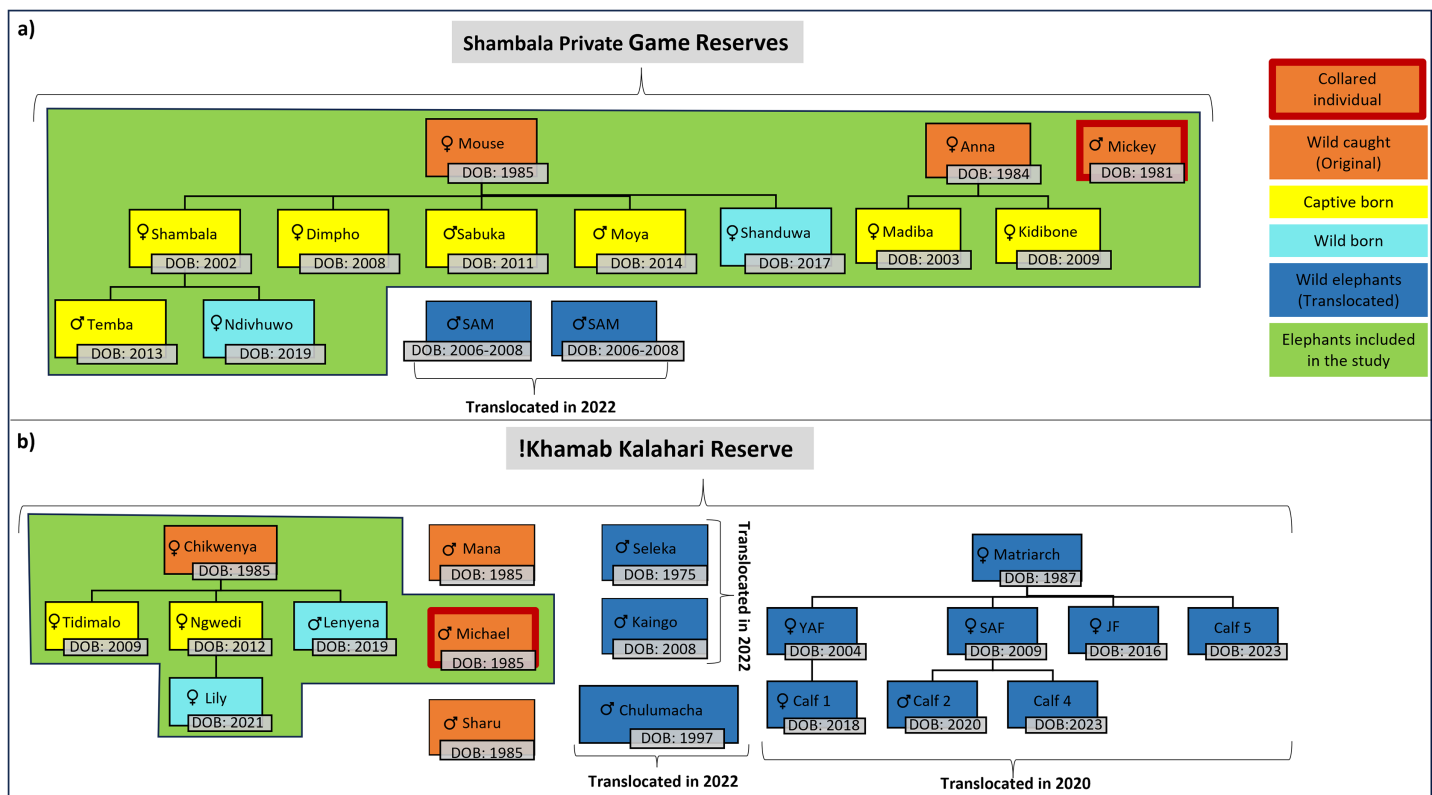 a)
Shambala Private Game Reserves
♀ Mouse
DOB: 1985
♀ Anna
DOB: 1984
♂ Mickey
DOB: 1981
♀ Shambala
DOB: 2002
♀ Dimpho
DOB: 2008
♂ Sabuka
DOB: 2011
♂ Moya
DOB: 2014
♀ Shanduwa
DOB: 2017
♀ Madiba
DOB: 2003
♀ Kidibone
DOB: 2009
♂ Temba
DOB: 2013
♀ Ndivhuwo
DOB: 2019
♂ SAM
DOB: 2006-2008
♂ SAM
DOB: 2006-2008
Translocated in 2022
Collared
individual
Wild caught
(Original)
Captive born
Wild born
Wild elephants
(Translocated)
Elephants included
in the study
b)
!Khamab Kalahari Reserve
♀ Chikwenya
DOB: 1985
♀ Tidimalo
DOB: 2009
♀ Ngwedi
DOB: 2012
♂ Lenyena
DOB: 2019
♀ Lily
DOB: 2021
♂ Mana
DOB: 1985
♂ Michael
DOB: 1985
♂ Sharu
DOB: 1985
♂ Seleka
DOB: 1975
♂ Kaingo
DOB: 2008
Translocated in 2022
♂ Chulumacha
DOB: 1997
Translocated in 2022
♀ Matriarch
DOB: 1987
♀ YAF
DOB: 2004
♀ SAF
DOB: 2009
♀ JF
DOB: 2016
Calf 5
DOB: 2023
♀ Calf 1
DOB: 2018
♂ Calf 2
DOB: 2020
Calf 4
DOB:2023
Translocated in 2020